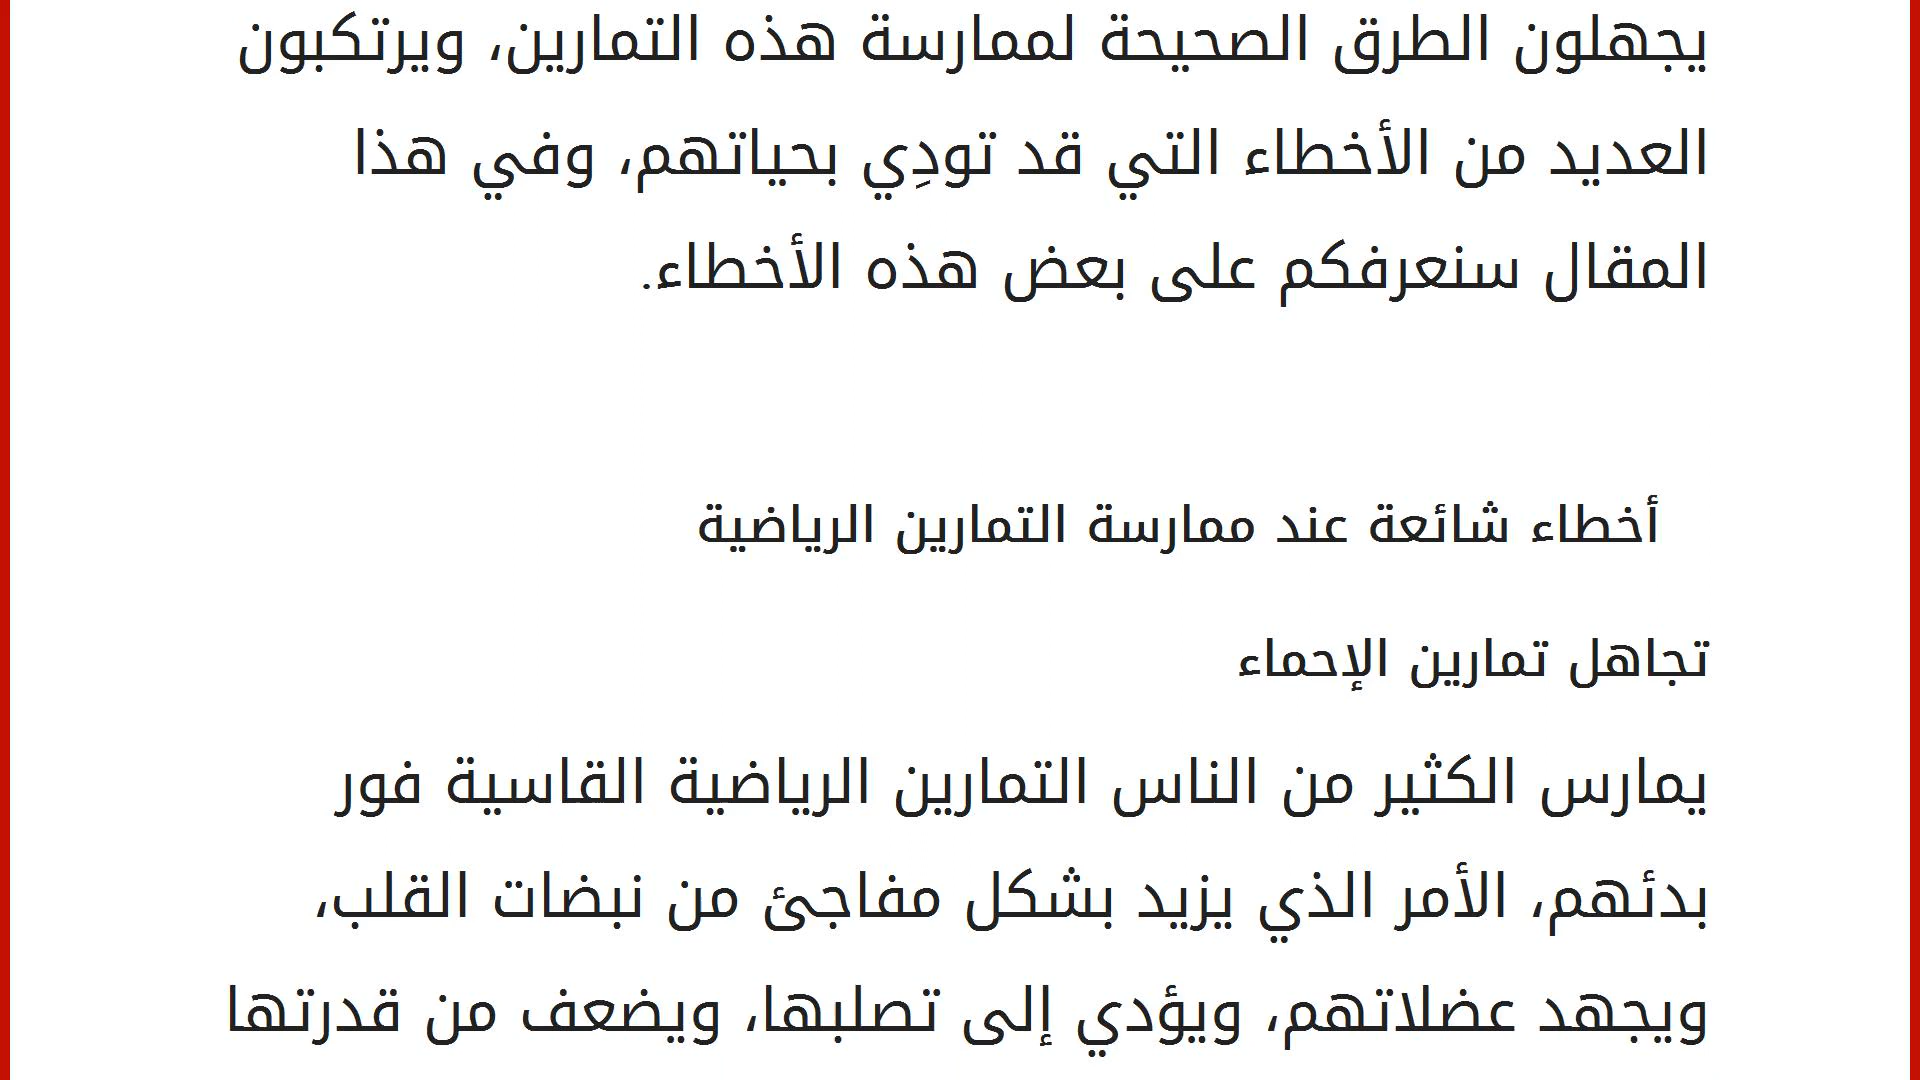 يجهلون الطرق الصحيحة لممارسة هذه التمارين، ويرتكبون
العديد من الأخطاء التي قد تودِي بحياتهم، وفي هذا
المقال سنعرفكم على بعض هذه الأخطاء.
أخطاء شائعة عند ممارسة التمارين الرياضية
تجاهل تمارين الإحماء
يمارس الكثير من الناس التمارين الرياضية القاسية فور
بدئهم، الأمر الذي يزيد بشكل مفاجئ من نبضات القلب،
ويجهد عضلاتهم، ويؤدي إلى تصلبها، ويضعف من قدرتها